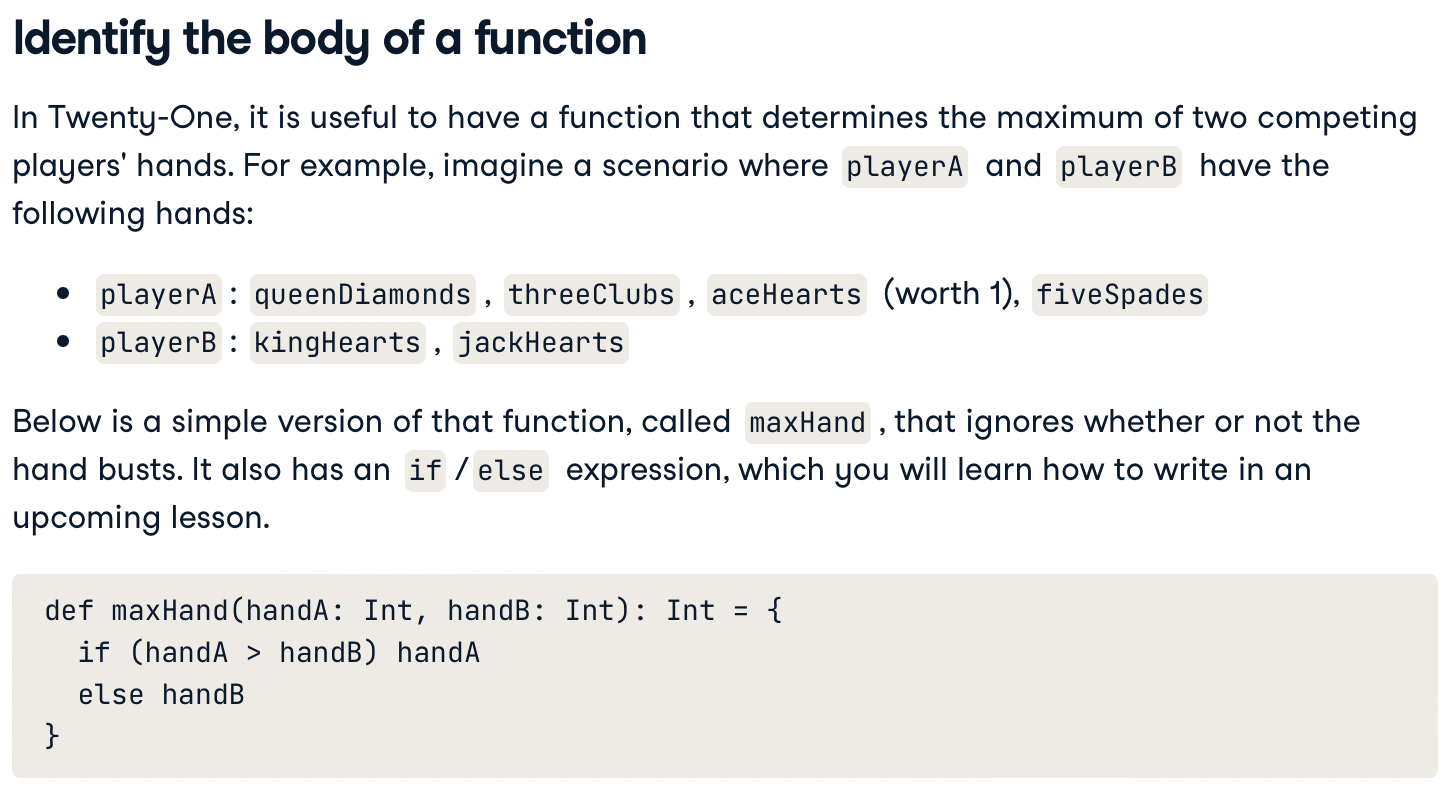 Identify the body of a function
In Twenty-One, it is useful to have a function that determines the maximum of two competing
players' hands. For example, imagine a scenario where playerA and playerB have the
following hands:
• playerA : queenDiamonds , threeClubs , aceHearts (worth 1), fiveSpades
• playerB : kingHearts , jackHearts
Below is a simple version of that function, called maxHand , that ignores whether or not the
hand busts. It also has an if / else expression, which you will learn how to write in an
upcoming lesson.
def maxHand(handA: Int, handB: Int): Int = {
  if (handA > handB) handA
  else handB
}